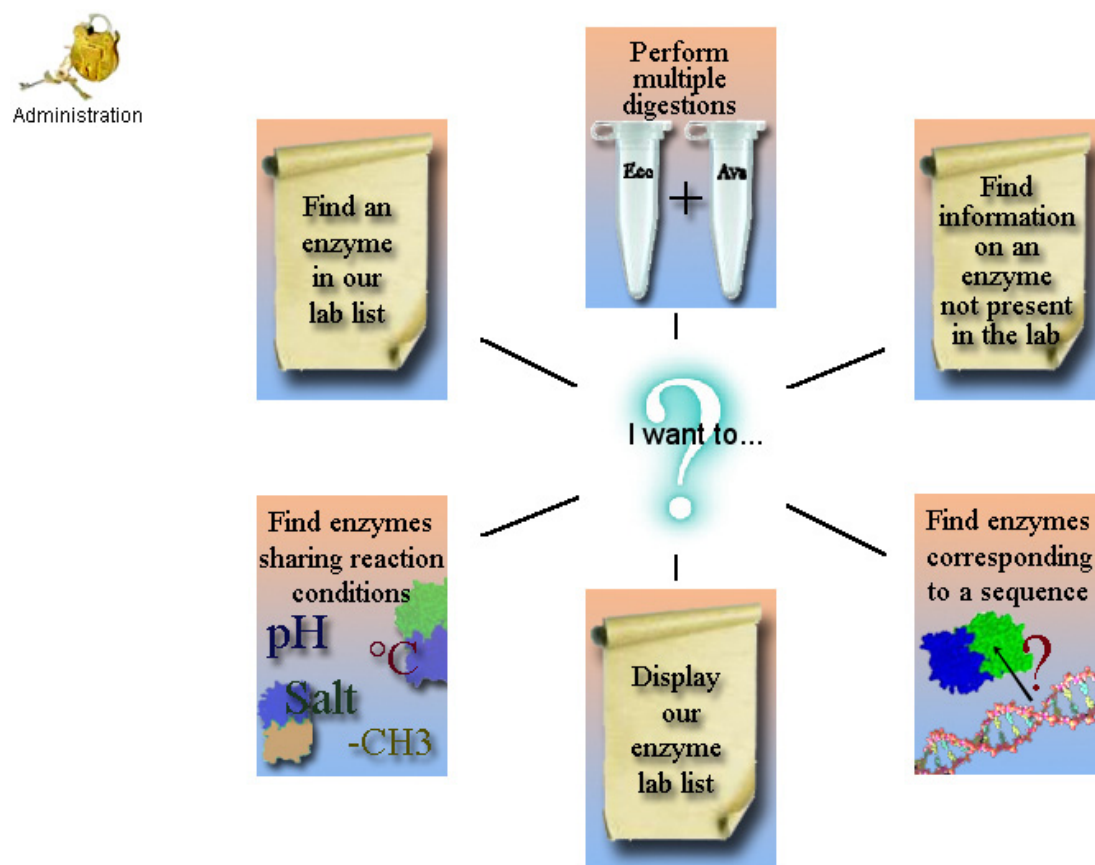 Administration
Perform
multiple
digestions
Eco
+
Ava
Find an
enzyme
in our
lab list
Find
information
on an
enzyme
not present
in the lab
I want to...
?
Find enzymes
sharing reaction
conditions
pH
°C
Salt
-CH3
Display
our
enzyme
lab list
Find enzymes
corresponding
to a sequence
?